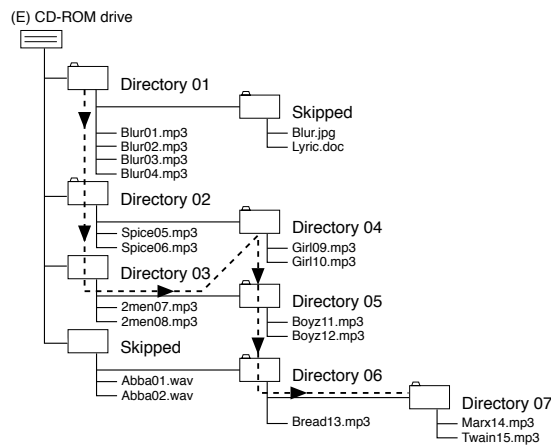 (E) CD-ROM drive
Directory 01
Skipped
Blur01.mp3
Blur02.mp3
Blur03.mp3
Blur04.mp3
Blur.jpg
Lyric.doc
Directory 02
Directory 04
Spice05.mp3
Spice06.mp3
Girl09.mp3
Girl10.mp3
Directory 03
Directory 05
2men07.mp3
2men08.mp3
Boyz11.mp3
Boyz12.mp3
Skipped
Directory 06
Abba01.wav
Abba02.wav
Directory 07
Bread13.mp3
Marx14.mp3
Twain15.mp3